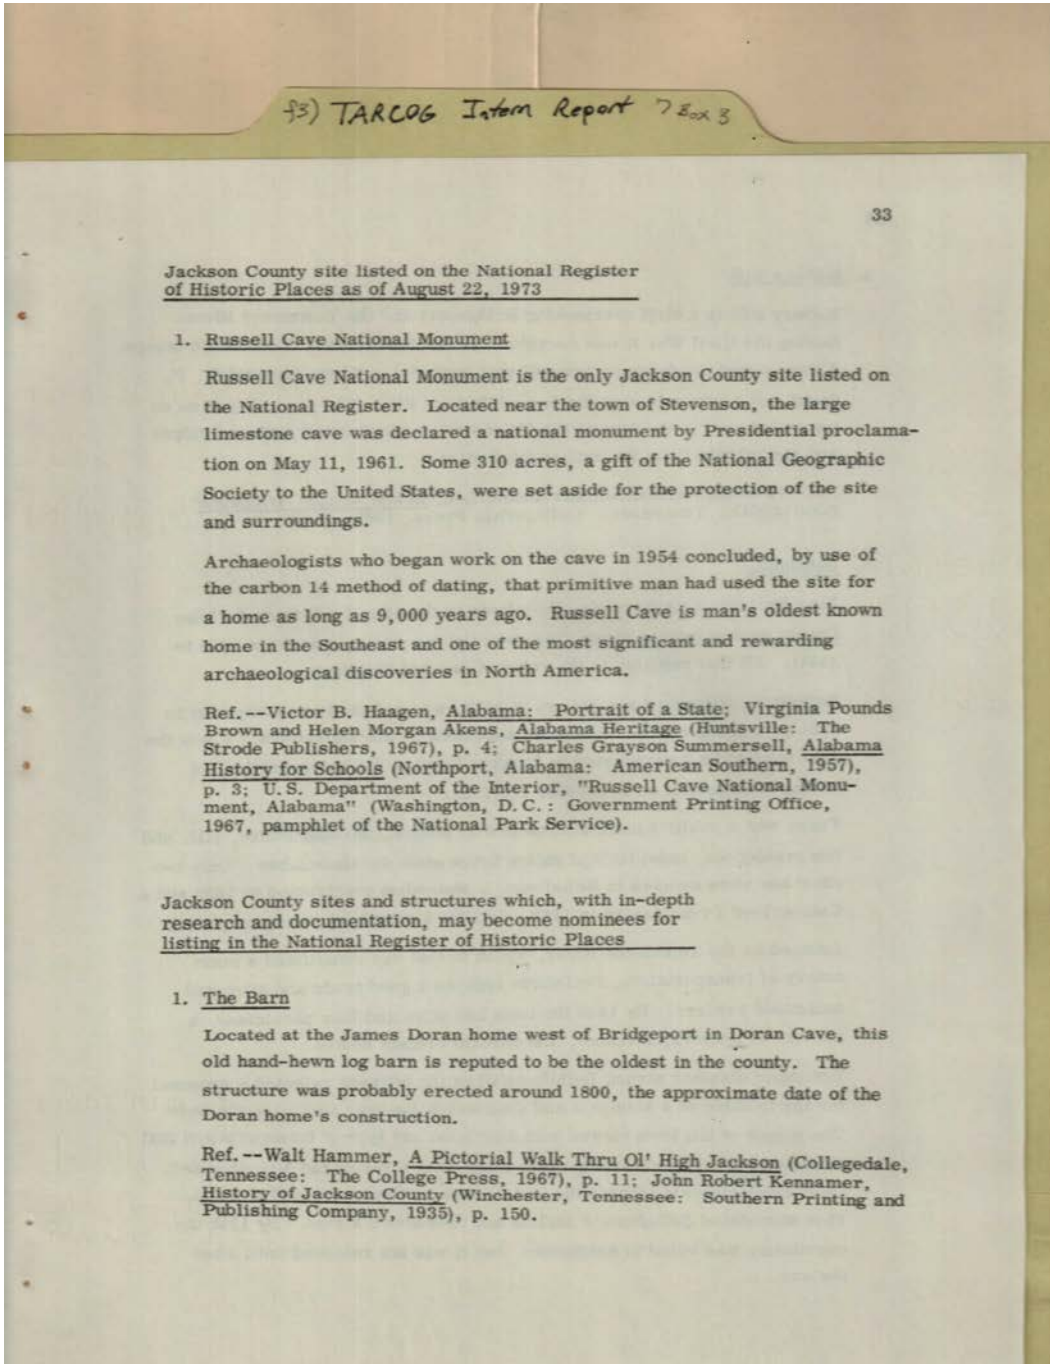 f3) TARCOG Intern Report > Box 3
33
Jackson County site listed on the National Register
of Historic Places as of August 22, 1973
1. Russell Cave National Monument
Russell Cave National Monument is the only Jackson County site listed on
the National Register. Located near the town of Stevenson, the large
limestone cave was declared a national monument by Presidential proclama-
tion on May 11, 1961. Some 310 acres, a gift of the National Geographic
Society to the United States, were set aside for the protection of the site
and surroundings.
Archaeologists who began work on the cave in 1954 concluded, by use of
the carbon 14 method of dating, that primitive man had used the site for
a home as long as 9,000 years ago. Russell Cave is man's oldest known
home in the Southeast and one of the most significant and rewarding
archaeological discoveries in North America.
Ref.--Victor B. Haagen, Alabama: Portrait of a State; Virginia Pounds
Brown and Helen Morgan Akens, Alabama Heritage (Huntsville: The
Strode Publishers, 1967), p. 4; Charles Grayson Summersell, Alabama
History for Schools (Northport, Alabama: American Southern, 1957),
p. 3; U.S. Department of the Interior, "Russell Cave National Monu-
ment, Alabama" (Washington, D.C.: Government Printing Office,
1967, pamphlet of the National Park Service).
Jackson County sites and structures which, with in-depth
research and documentation, may become nominees for
listing in the National Register of Historic Places
1. The Barn
Located at the James Doran home west of Bridgeport in Doran Cave, this
old hand-hewn log barn is reputed to be the oldest in the county. The
structure was probably erected around 1800, the approximate date of the
Doran home's construction.
Ref.--Walt Hammer, A Pictorial Walk Thru Ol' High Jackson (Collegedale,
Tennessee: The College Press, 1967), p. 11; John Robert Kennamer,
History of Jackson County (Winchester, Tennessee: Southern Printing and
Publishing Company, 1935), p. 150.